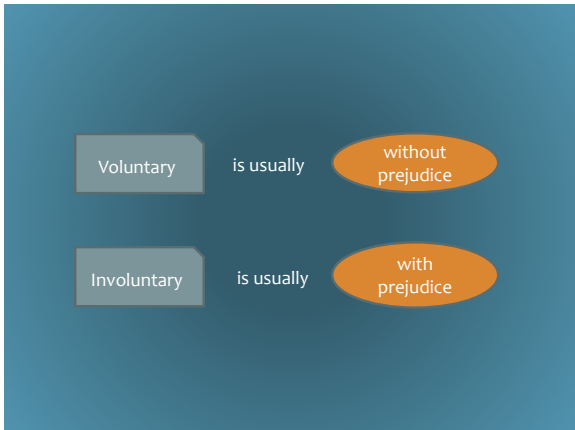 Voluntary is usually without
prejudice
Involuntary is usually with
prejudice